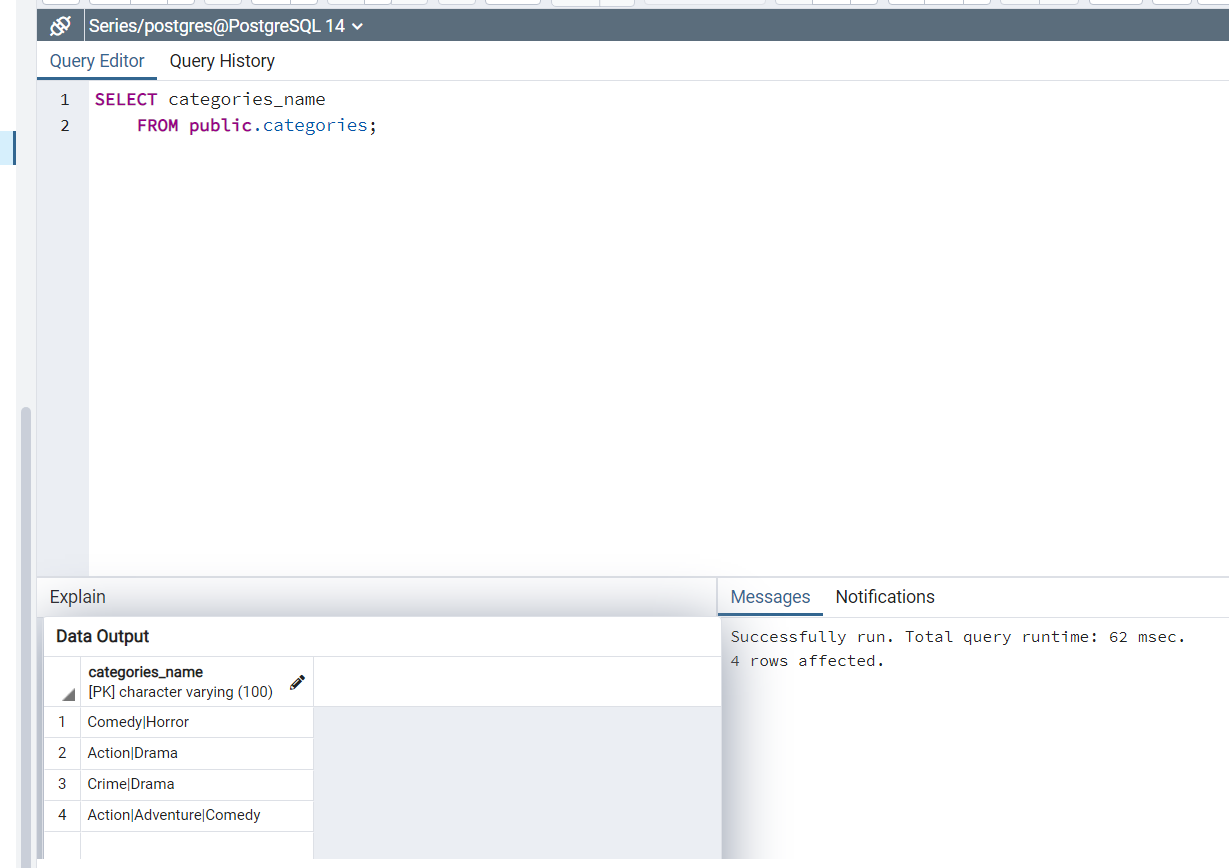 Series/postgres@PostgreSQL 14
Query Editor Query History
1 SELECT categories_name
2 FROM public.categories;
Explain
Messages Notifications
Data Output
Successfully run. Total query runtime: 62 msec.
4 rows affected.
categories_name
[PK] character varying (100)
1 Comedy|Horror
2 Action|Drama
3 Crime|Drama
4 Action|Adventure|Comedy